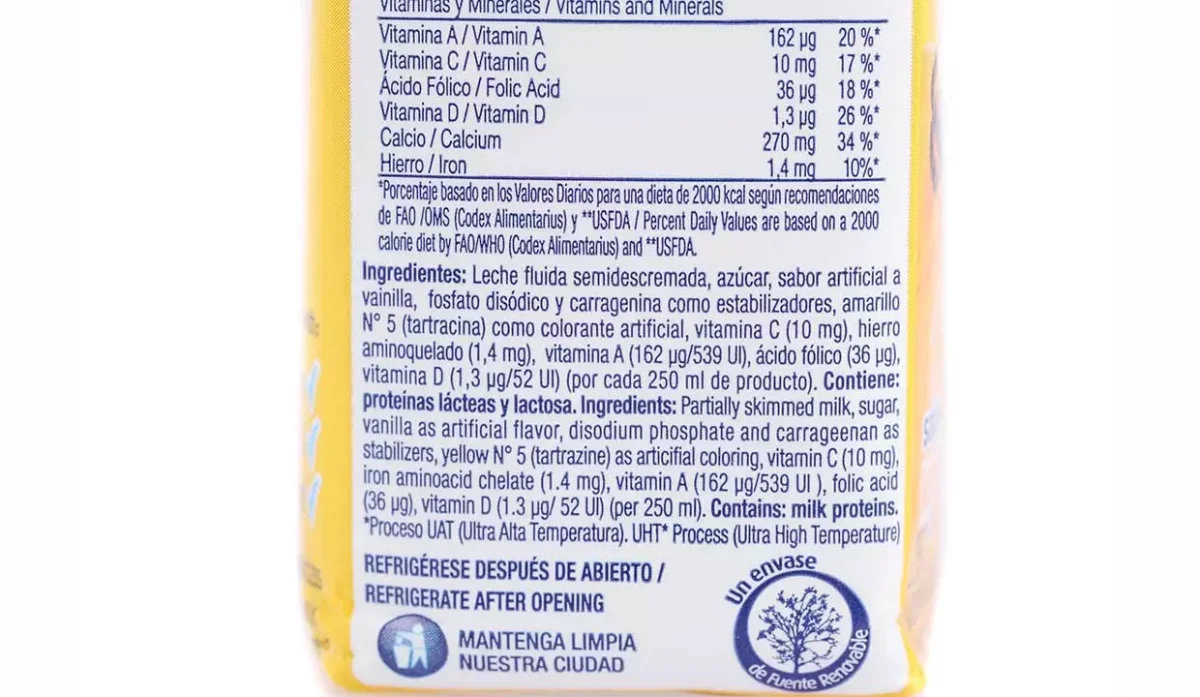 Vitaminas y Minerales / Vitamins and Minerals
Vitamina A / Vitamin A 162 µg 20 %*
Vitamina C / Vitamin C 10 mg 17 %*
Ácido Fólico / Folic Acid 36 µg 18 %*
Vitamina D / Vitamin D 1,3 µg 26 %*
Calcio / Calcium 270 mg 34 %*
Hierro / Iron 1,4 mg 10%*
*Porcentaje basado en los Valores Diarios para una dieta de 2000 kcal según recomendaciones
de FAO /OMS (Codex Alimentarius) y **USFDA / Percent Daily Values are based on a 2000
calorie diet by FAO/WHO (Codex Alimentarius) and **USFDA.
Ingredientes: Leche fluida semidescremada, azúcar, sabor artificial a
vainilla, fosfato disódico y carragenina como estabilizadores, amarillo
N° 5 (tartracina) como colorante artificial, vitamina C (10 mg), hierro
aminoquelado (1,4 mg), vitamina A (162 µg/539 UI), ácido fólico (36 µg),
vitamina D (1,3 µg/52 UI) (por cada 250 ml de producto). Contiene:
proteínas lácteas y lactosa. Ingredients: Partially skimmed milk, sugar,
vanilla as artificial flavor, disodium phosphate and carrageenan as
stabilizers, yellow N° 5 (tartrazine) as articifial coloring, vitamin C (10 mg),
iron aminoacid chelate (1.4 mg), vitamin A (162 µg/539 UI ), folic acid
(36 µg), vitamin D (1.3 µg/ 52 UI) (per 250 ml). Contains: milk proteins.
*Proceso UAT (Ultra Alta Temperatura). UHT* Process (Ultra High Temperature)
REFRIGÉRESE DESPUÉS DE ABIERTO /
REFRIGERATE AFTER OPENING
MANTENGA LIMPIA
NUESTRA CIUDAD
Un envase
de Fuente Renovable